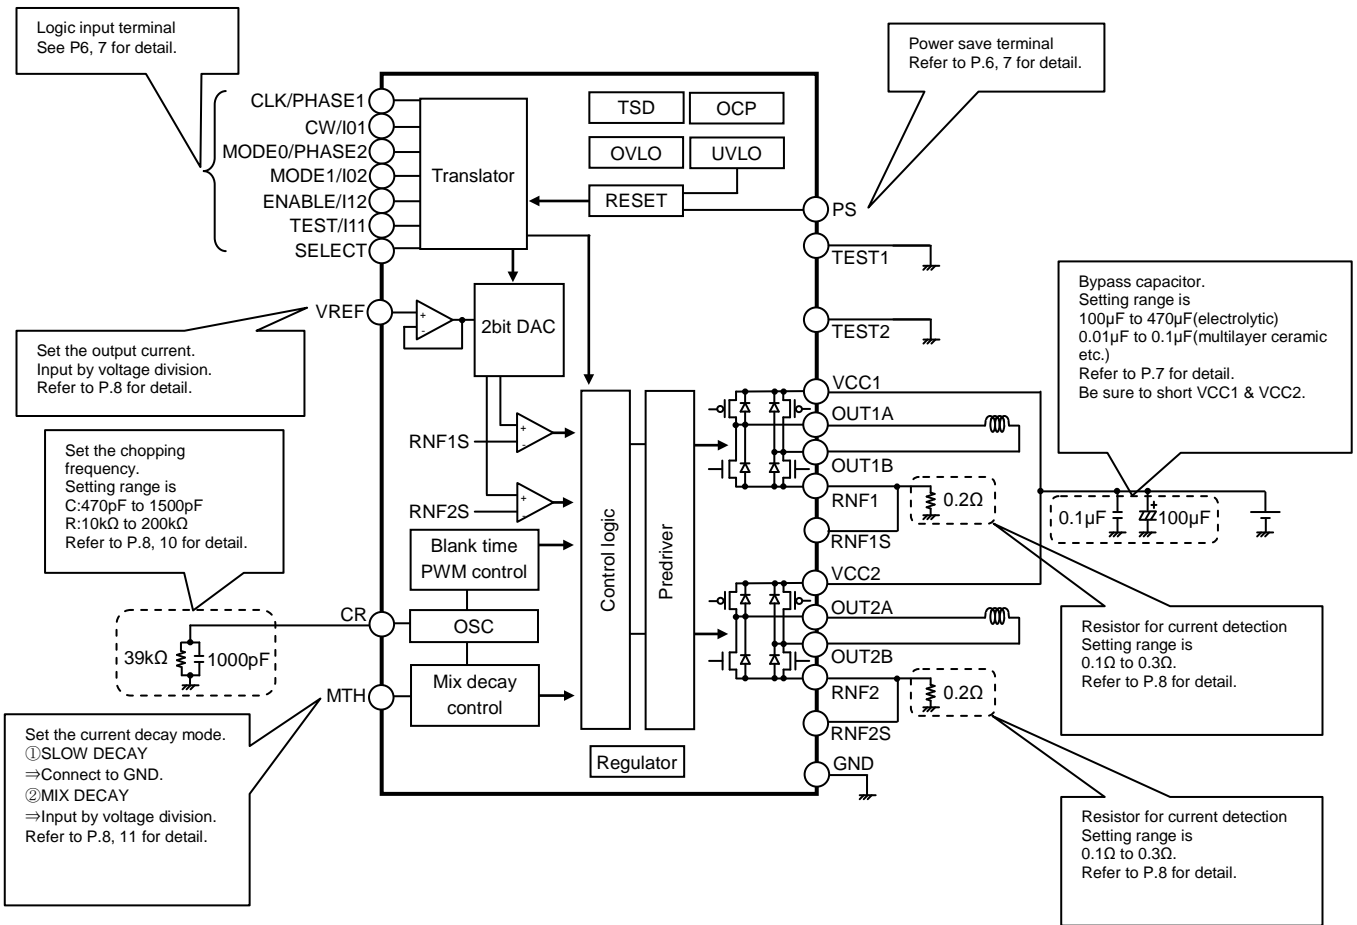 Logic input terminal
See P6, 7 for detail.
Power save terminal
Refer to P.6, 7 for detail.
CLK/PHASE1
CW/I01
MODE0/PHASE2
MODE1/I02
ENABLE/I12
TEST/I11
SELECT
Translator
TSD
OCP
OVLO
UVLO
RESET
PS
TEST1
TEST2
VREF
2bit DAC
Set the output current.
Input by voltage division.
Refer to P.8 for detail.
Bypass capacitor.
Setting range is
100µF to 470µF(electrolytic)
0.01µF to 0.1µF(multilayer ceramic
etc.)
Refer to P.7 for detail.
Be sure to short VCC1 & VCC2.
VCC1
OUT1A
OUT1B
RNF1
RNF1S
0.2Ω
0.1µF
+
100µF
+
-
RNF1S
+
-
RNF2S
+
-
Set the chopping
frequency.
Setting range is
C:470pF to 1500pF
R:10kΩ to 200kΩ
Refer to P.8, 10 for detail.
Blank time
PWM control
Control logic
Predriver
VCC2
OUT2A
OUT2B
RNF2
RNF2S
0.2Ω
CR
OSC
39kΩ
1000pF
MTH
Mix decay
control
Regulator
GND
Set the current decay mode.
①SLOW DECAY
⇒Connect to GND.
②MIX DECAY
⇒Input by voltage division.
Refer to P.8, 11 for detail.
Resistor for current detection
Setting range is
0.1Ω to 0.3Ω.
Refer to P.8 for detail.
Resistor for current detection
Setting range is
0.1Ω to 0.3Ω.
Refer to P.8 for detail.